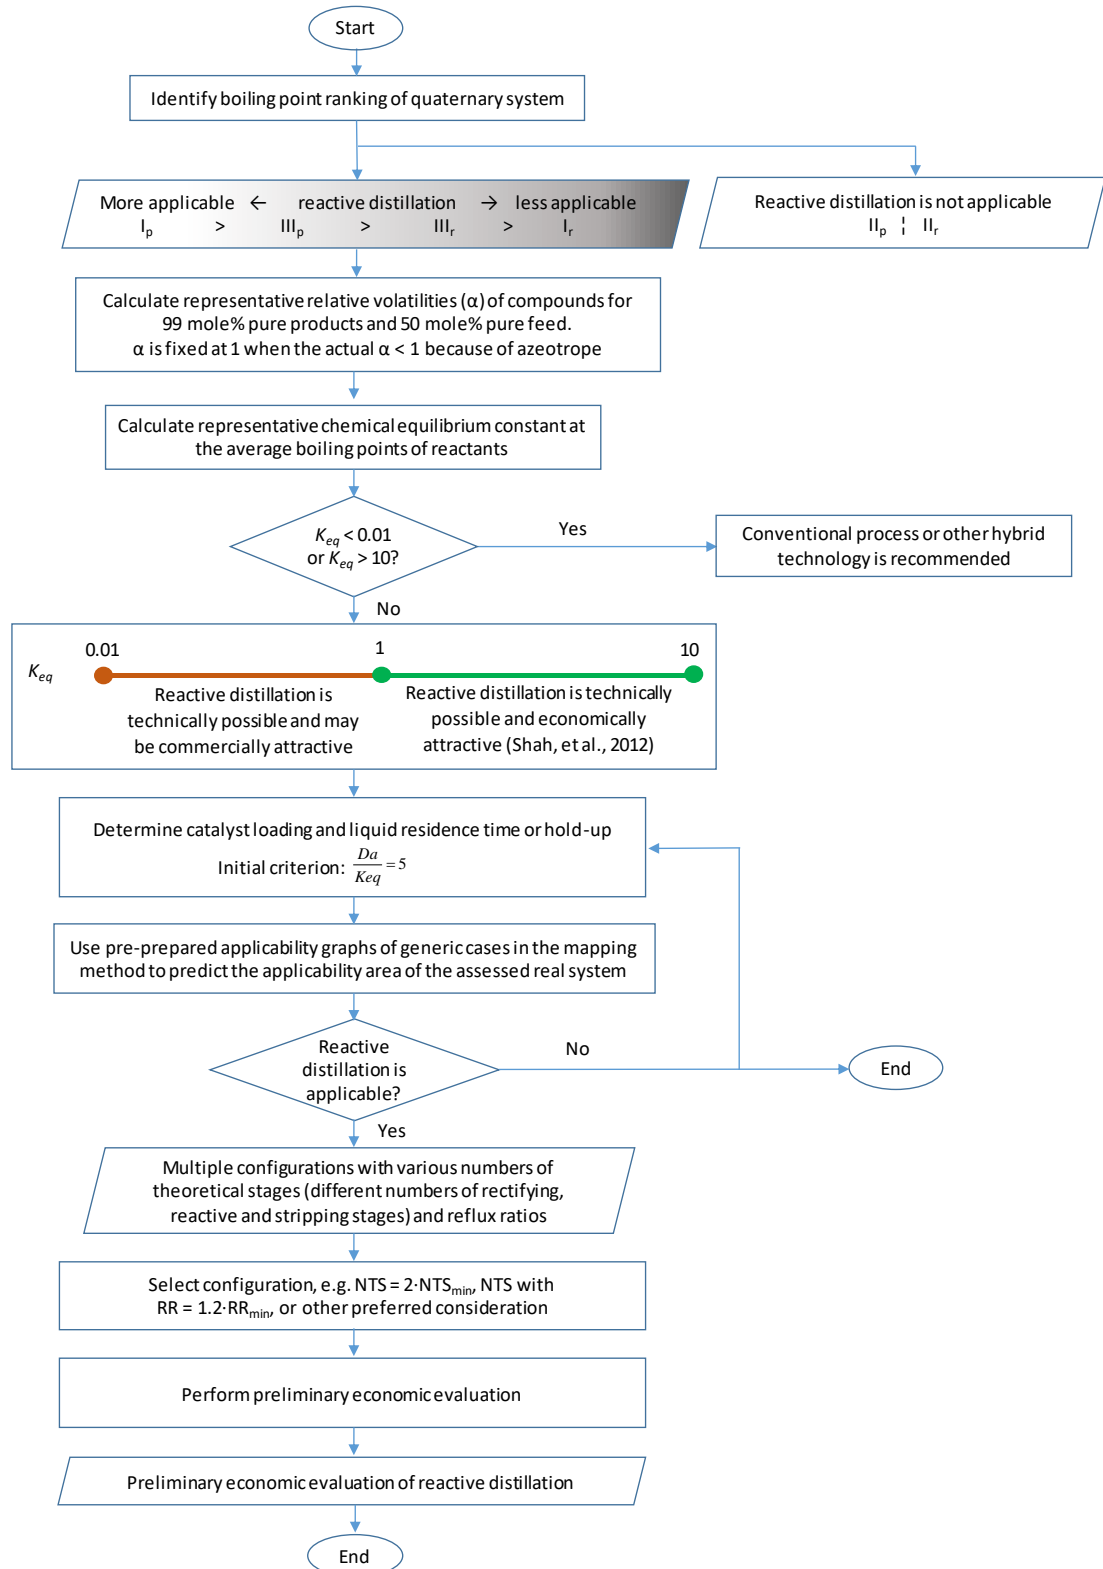 Start
Identify boiling point ranking of quaternary system
More applicable ← reactive distillation → less applicable
Iₚ > IIIₚ > IIIᵣ > Iᵣ
Reactive distillation is not applicable
IIₚ ¦ IIᵣ
Calculate representative relative volatilities (α) of compounds for
99 mole% pure products and 50 mole% pure feed.
α is fixed at 1 when the actual α < 1 because of azeotrope
Calculate representative chemical equilibrium constant at
the average boiling points of reactants
K_eq < 0.01
or K_eq > 10?
Yes
Conventional process or other hybrid
technology is recommended
No
0.01 1 10
K_eq
Reactive distillation is
technically possible and may
be commercially attractive
Reactive distillation is technically
possible and economically
attractive (Shah, et al., 2012)
Determine catalyst loading and liquid residence time or hold-up
Initial criterion: Da/Keq = 5
Use pre-prepared applicability graphs of generic cases in the mapping
method to predict the applicability area of the assessed real system
Reactive
distillation is
applicable?
No
End
Yes
Multiple configurations with various numbers of
theoretical stages (different numbers of rectifying,
reactive and stripping stages) and reflux ratios
Select configuration, e.g. NTS = 2·NTS_min, NTS with
RR = 1.2·RR_min, or other preferred consideration
Perform preliminary economic evaluation
Preliminary economic evaluation of reactive distillation
End